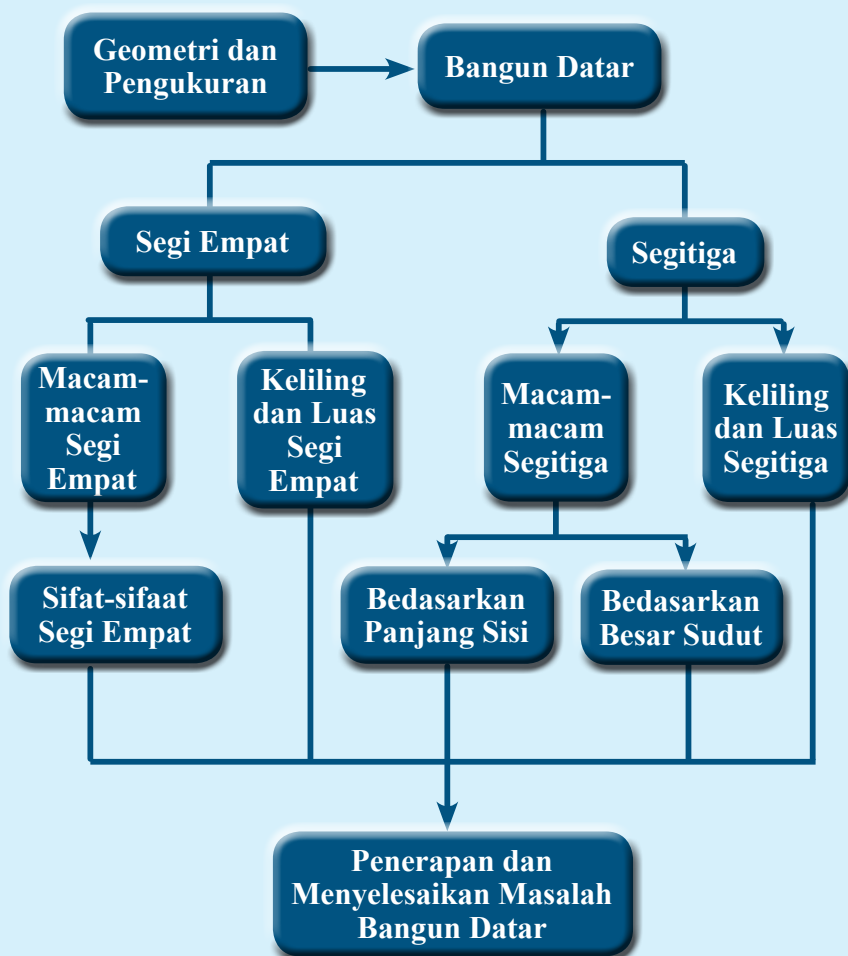 Geometri dan
Pengukuran
Bangun Datar
Segi Empat
Segitiga
Macam-
macam
Segi
Empat
Keliling
dan Luas
Segi
Empat
Macam-
macam
Segitiga
Keliling
dan Luas
Segitiga
Sifat-sifaat
Segi Empat
Bedasarkan
Panjang Sisi
Bedasarkan
Besar Sudut
Penerapan dan
Menyelesaikan Masalah
Bangun Datar